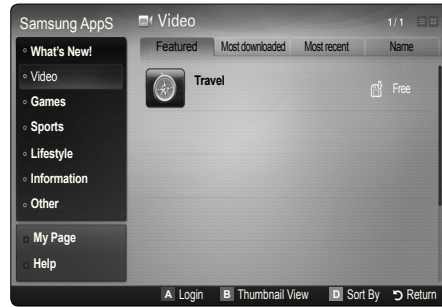 Samsung AppS
What's New!
Video
Games
Sports
Lifestyle
Information
Other
My Page
Help
Video
1/1
Featured Most downloaded Most recent Name
Travel
Free
A Login B Thumbnail View D Sort By Return